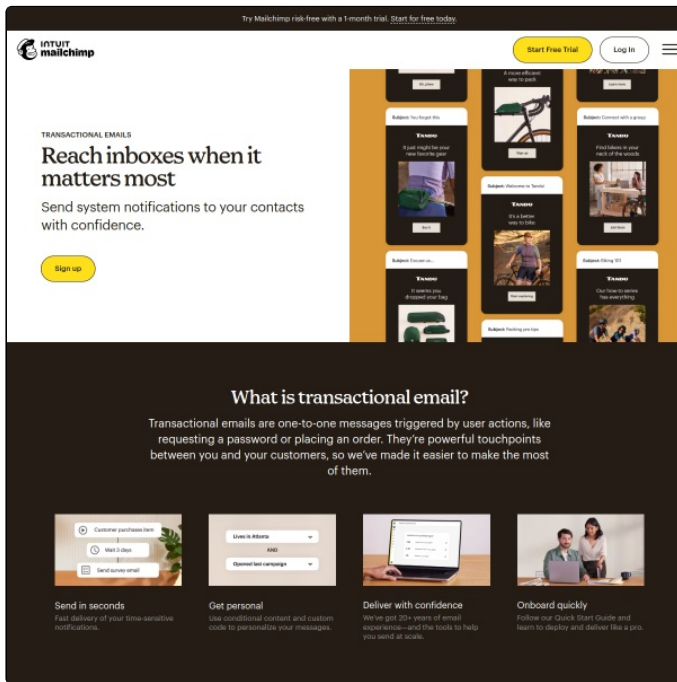 Try Mailchimp risk-free with a 1-month trial. Start for free today.
INTUIT
mailchimp
Start Free Trial
Log In
TRANSACTIONAL EMAILS
Reach inboxes when it
matters most
Send system notifications to your contacts
with confidence.
Sign up
A more efficient
way to pack
Sign up
Subject: You forgot this
TANDU
It just might be your
new favorite gear
Buy it
Subject: Welcome to Tandu!
TANDU
It's a better
way to bike.
Subject: Connect with a group
TANDU
Find bikers in your
neck of the woods
Subject: Excuse us...
TANDU
It seems you
dropped your bag
Subject: Packing pro tips
Subject: Biking 101
TANDU
Our how-to series
has everything
What is transactional email?
Transactional emails are one-to-one messages triggered by user actions, like
requesting a password or placing an order. They're powerful touchpoints
between you and your customers, so we've made it easier to make the most
of them.
Customer purchases item
Wait 3 days
Send survey email
Lives in Atlanta
AND
Opened last campaign
Send in seconds
Fast delivery of your time-sensitive
notifications.
Get personal
Use conditional content and custom
code to personalize your messages.
Deliver with confidence
We've got 20+ years of email
experience—and the tools to help
you send at scale.
Onboard quickly
Follow our Quick Start Guide and
learn to deploy and deliver like a pro.